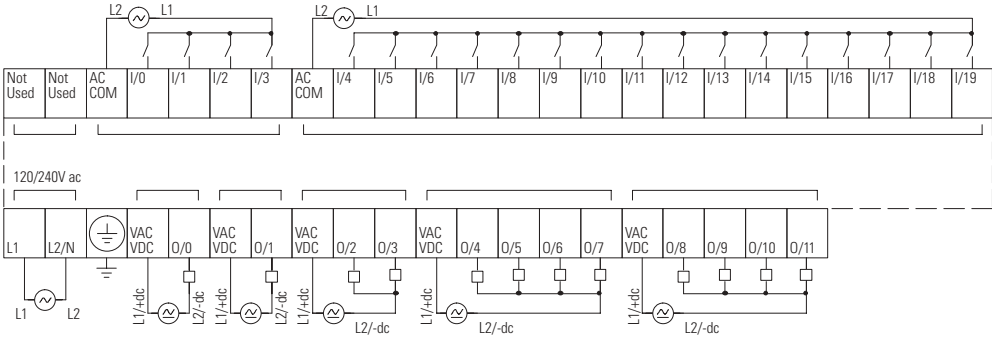 L2 L1 L2 L1
Not Used Not Used AC COM I/0 I/1 I/2 I/3 AC COM I/4 I/5 I/6 I/7 I/8 I/9 I/10 I/11 I/12 I/13 I/14 I/15 I/16 I/17 I/18 I/19
120/240V ac
L1 L2/N VAC VDC O/0 VAC VDC O/1 VAC VDC O/2 O/3 VAC VDC O/4 O/5 O/6 O/7 VAC VDC O/8 O/9 O/10 O/11
L1 L2 L1/+dc L2/-dc L1/+dc L2/-dc L1/+dc L2/-dc L1/+dc L2/-dc L1/+dc L2/-dc